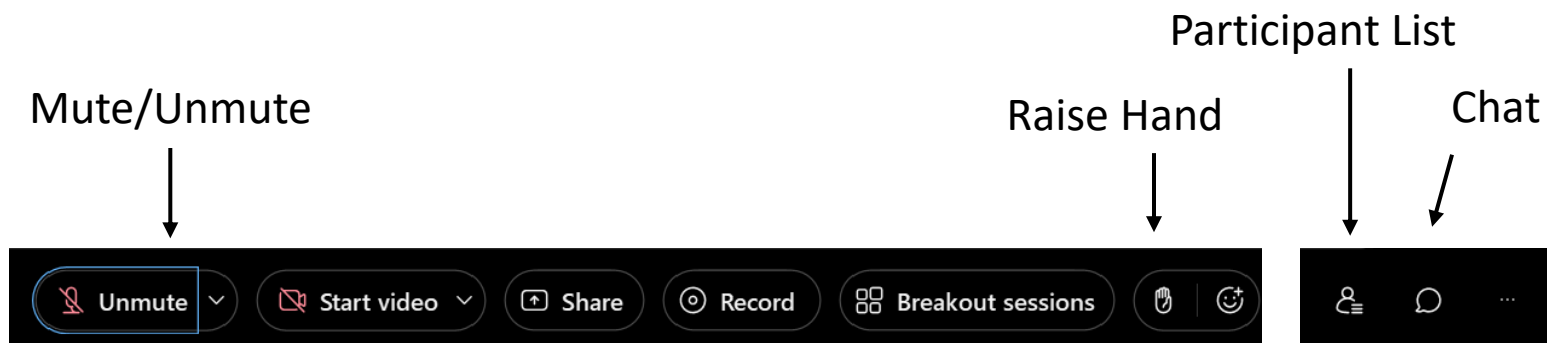 Participant List
Mute/Unmute
Raise Hand
Chat
Unmute
Start video
Share
Record
Breakout sessions